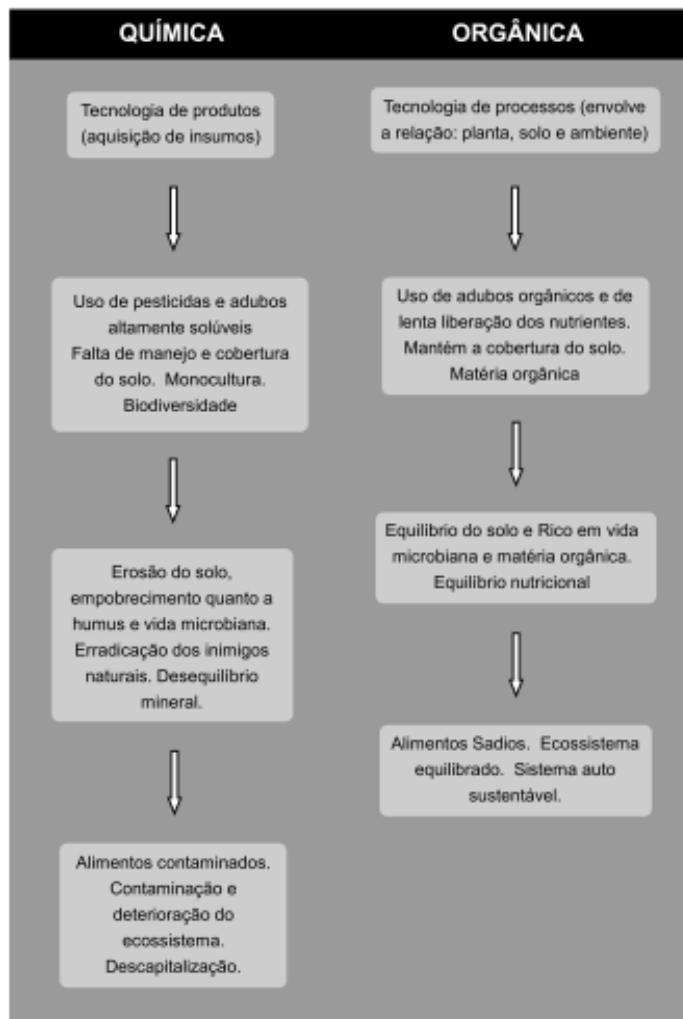 QUÍMICA
Tecnologia de produtos
(aquisição de insumos)
Uso de pesticidas e adubos
altamente solúveis
Falta de manejo e cobertura
do solo. Monocultura.
Biodiversidade
Erosão do solo,
empobrecimento quanto a
humus e vida microbiana.
Erradicação dos inimigos
naturais. Desequilíbrio
mineral.
Alimentos contaminados.
Contaminação e
deterioração do
ecossistema.
Descapitalização.
ORGÂNICA
Tecnologia de processos (envolve
a relação: planta, solo e ambiente)
Uso de adubos orgânicos e de
lenta liberação dos nutrientes.
Mantém a cobertura do solo.
Matéria orgânica
Equilibrio do solo e Rico em vida
microbiana e matéria orgânica.
Equilibrio nutricional
Alimentos Sadios. Ecossistema
equilibrado. Sistema auto
sustentável.